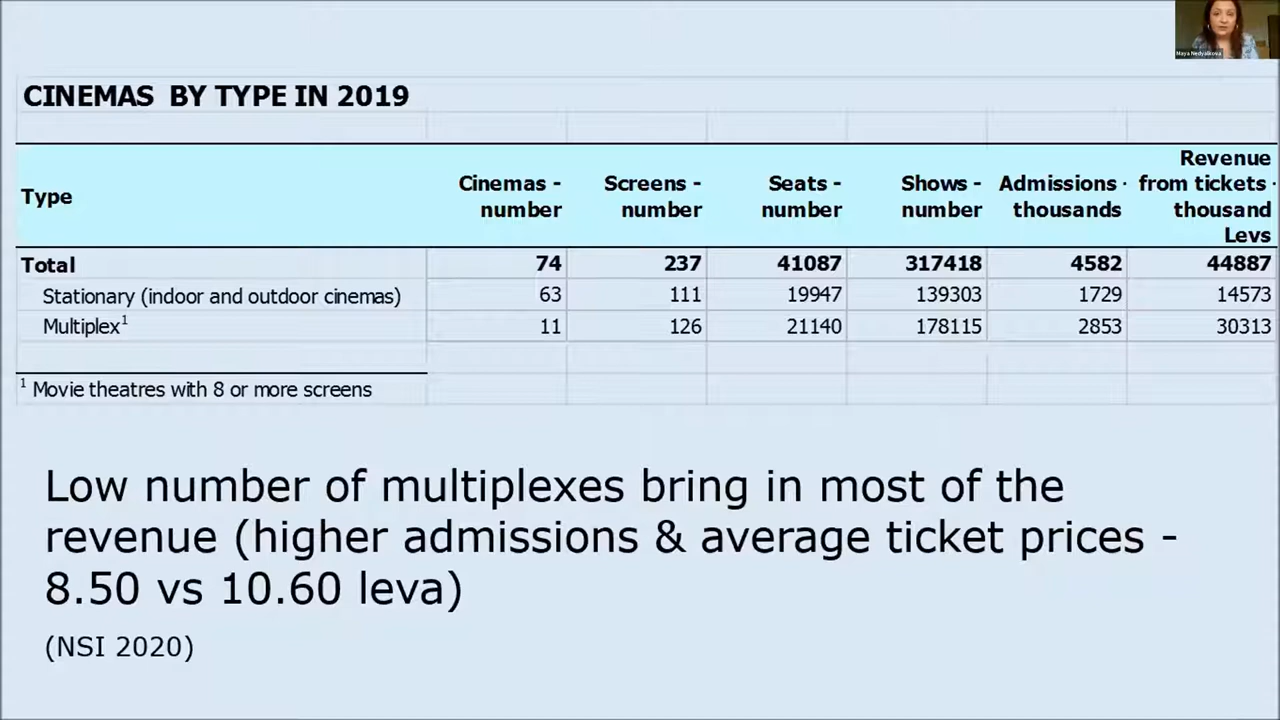 Maya Nedyalkova
CINEMAS BY TYPE IN 2019
Type Cinemas - number Screens - number Seats - number Shows - number Admissions - thousands Revenue from tickets - thousand Levs
Total 74 237 41087 317418 4582 44887
Stationary (indoor and outdoor cinemas) 63 111 19947 139303 1729 14573
Multiplex¹ 11 126 21140 178115 2853 30313
¹ Movie theatres with 8 or more screens
Low number of multiplexes bring in most of the
revenue (higher admissions & average ticket prices -
8.50 vs 10.60 leva)
(NSI 2020)